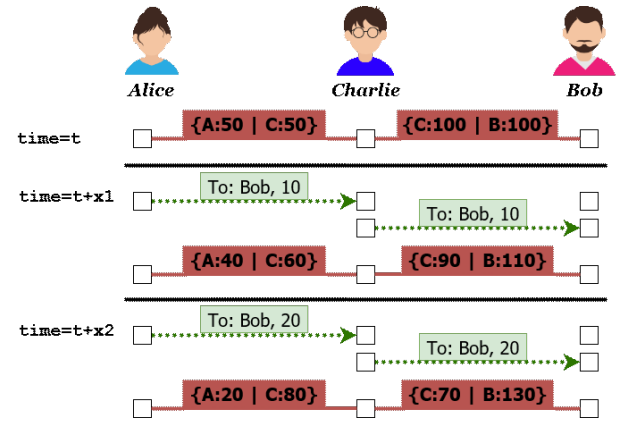 Alice Charlie Bob
time=t {A:50 | C:50} {C:100 | B:100}
time=t+x1 To: Bob, 10
To: Bob, 10
{A:40 | C:60} {C:90 | B:110}
time=t+x2 To: Bob, 20
To: Bob, 20
{A:20 | C:80} {C:70 | B:130}